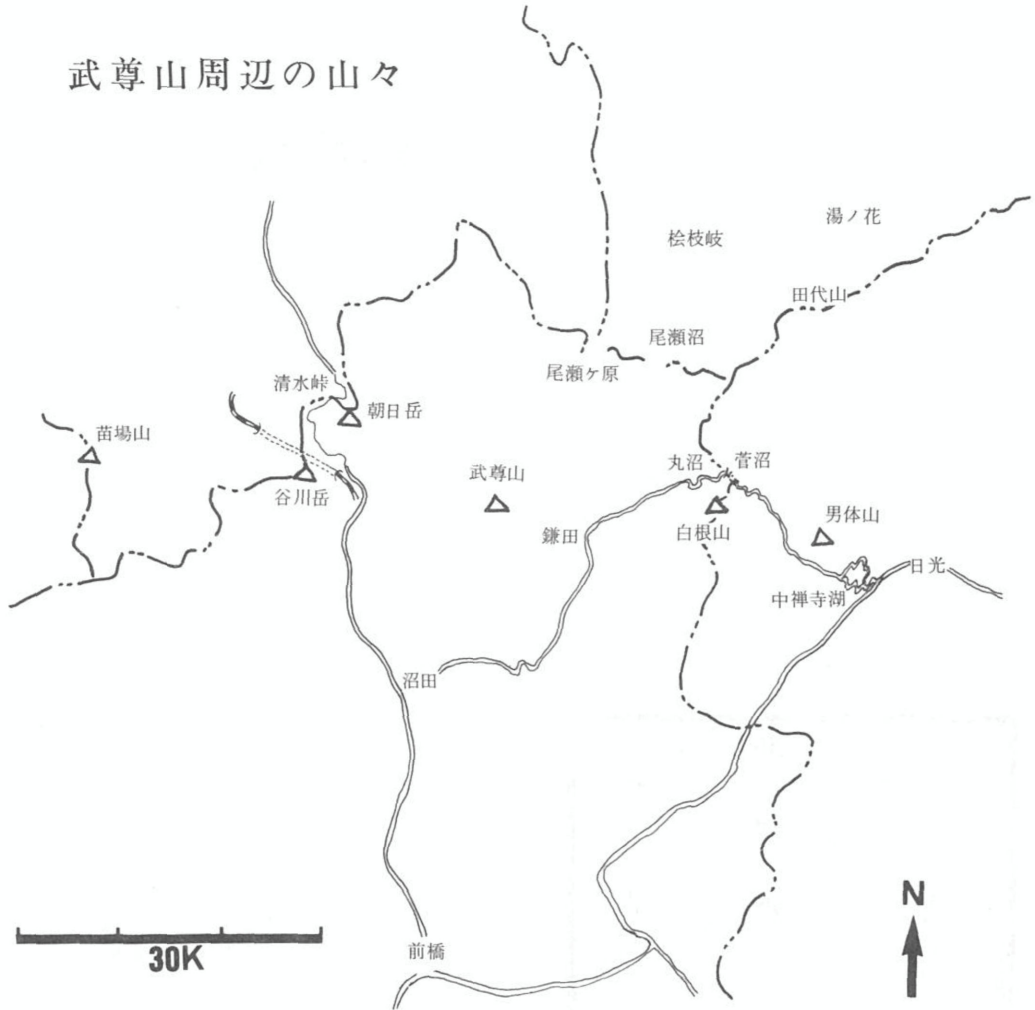 武尊山周辺の山々
湯ノ花
桧枝岐
田代山
尾瀬沼
尾瀬ヶ原
清水峠
朝日岳
苗場山
谷川岳
武尊山
丸沼
菅沼
鎌田
白根山
男体山
日光
中禅寺湖
沼田
前橋
30K
N